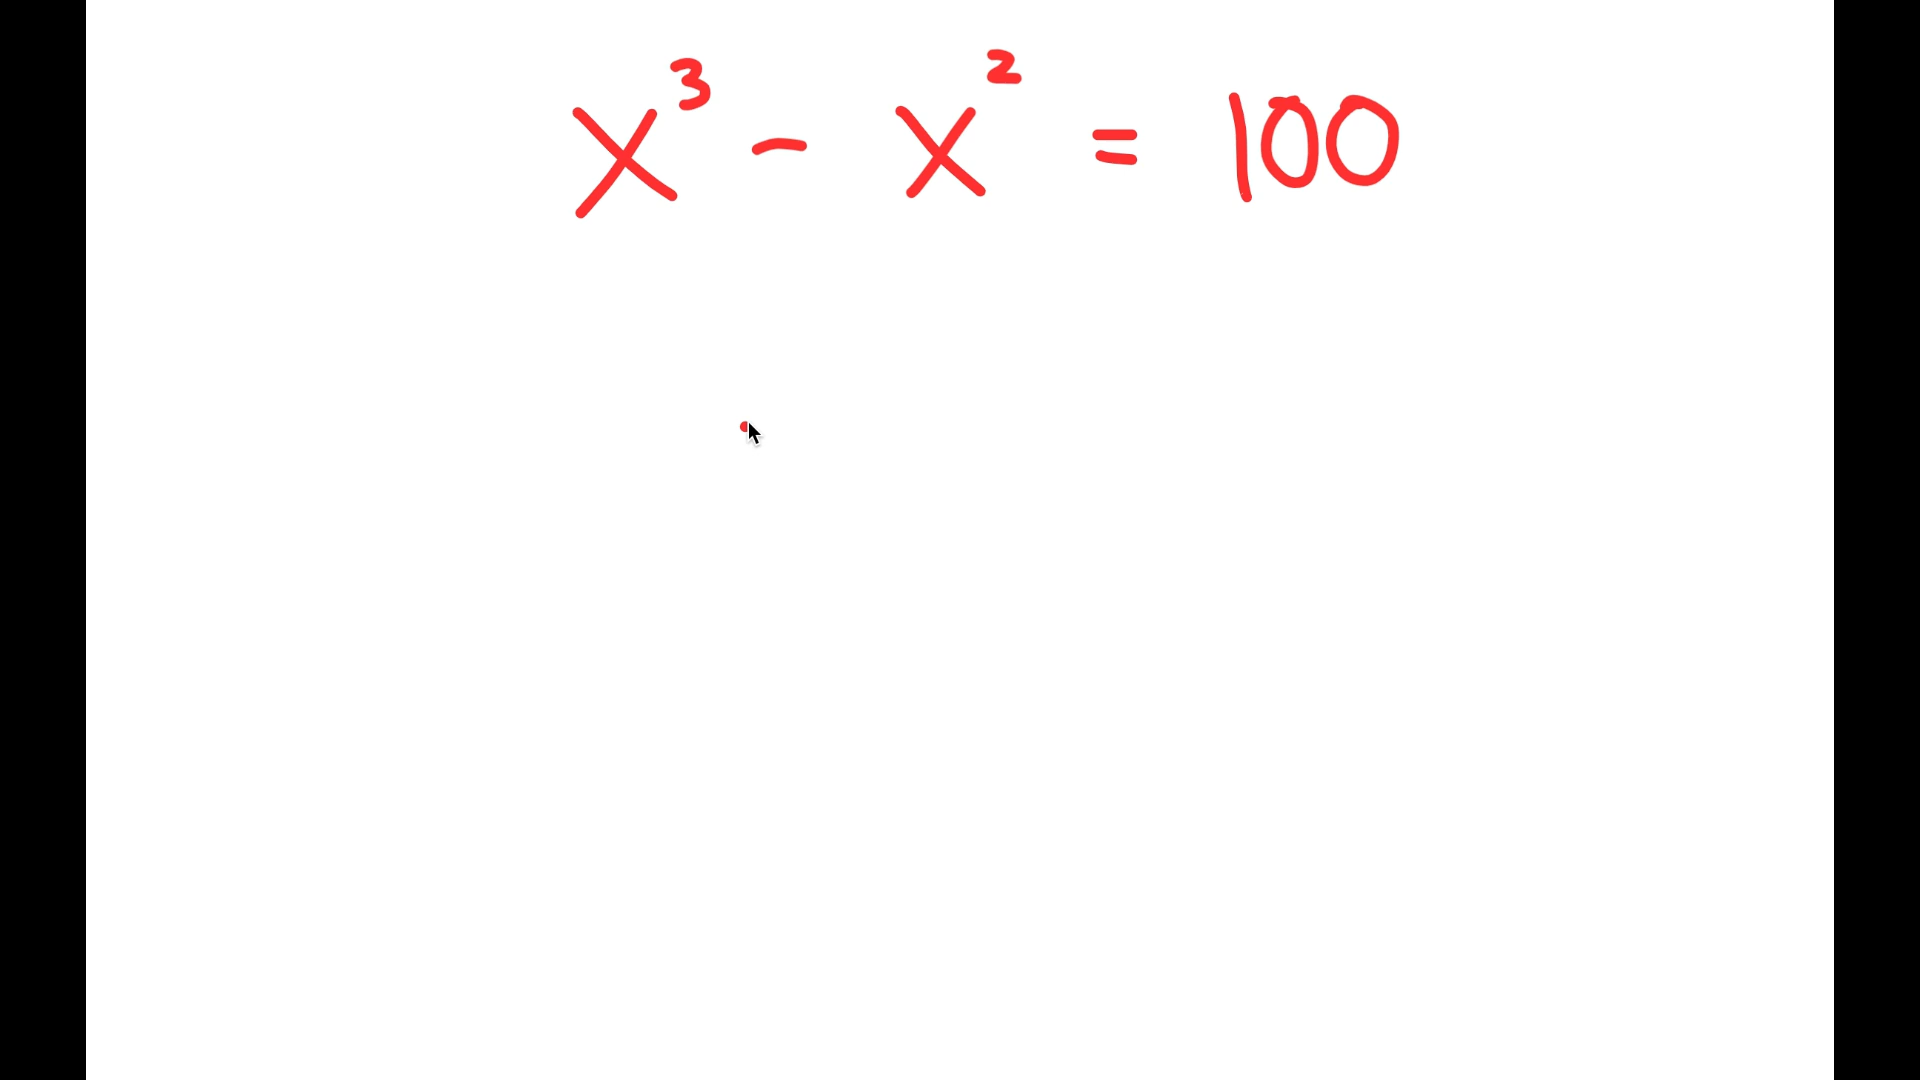 x³ - x² = 100